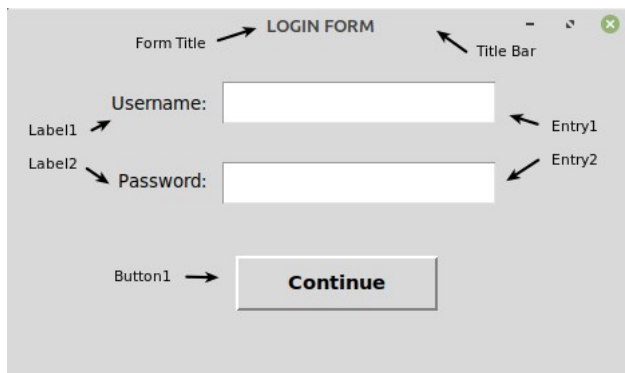 LOGIN FORM
Form Title
Title Bar
Username:
Label1
Entry1
Label2
Entry2
Password:
Button1
Continue